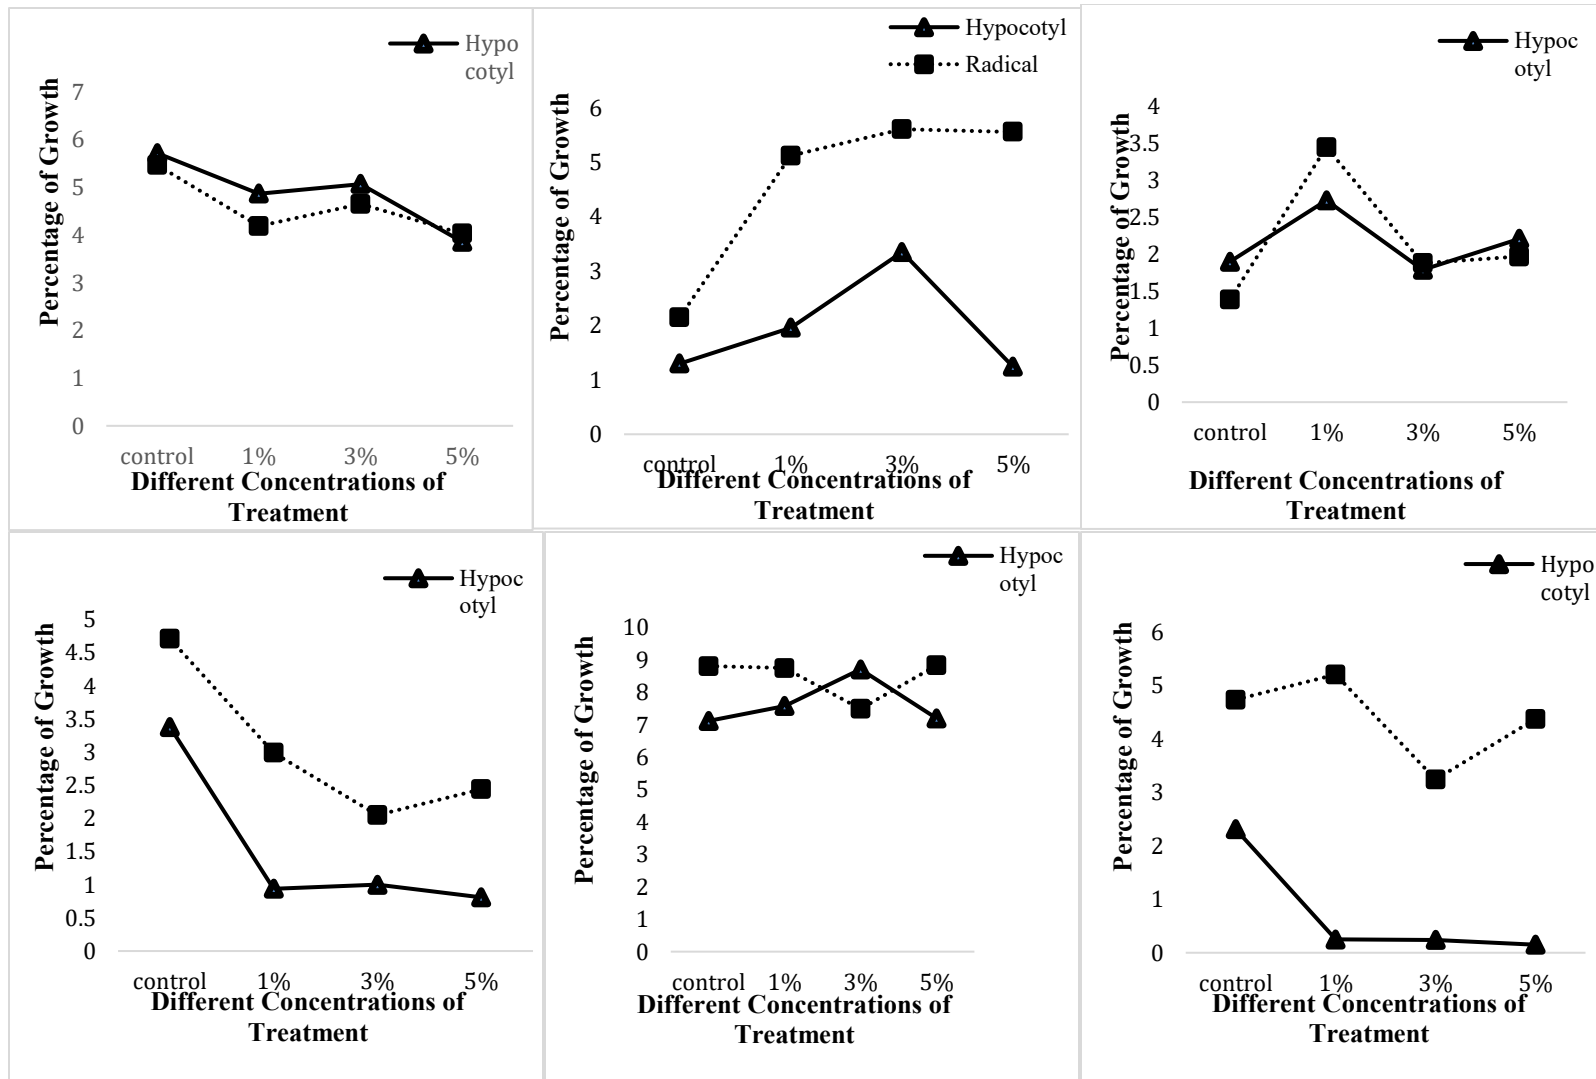 Hypo
cotyl
7
6
5
4
3
2
1
0
Percentage of Growth
control 1% 3% 5%
Different Concentrations of
Treatment
Hypocotyl
Radical
6
5
4
3
2
1
0
Percentage of Growth
control 1% 3% 5%
Different Concentrations of
Treatment
Hypoc
otyl
4
3.5
3
2.5
2
1.5
1
0.5
0
Percentage of Growth
control 1% 3% 5%
Different Concentrations of
Treatment
Hypoc
otyl
5
4.5
4
3.5
3
2.5
2
1.5
1
0.5
0
Percentage of Growth
control 1% 3% 5%
Different Concentrations of
Treatment
Hypoc
otyl
10
9
8
7
6
5
4
3
2
1
0
Percentage of Growth
control 1% 3% 5%
Different Concentrations of
Treatment
Hypo
cotyl
6
5
4
3
2
1
0
Percentage of Growth
control 1% 3% 5%
Different Concentrations of
Treatment